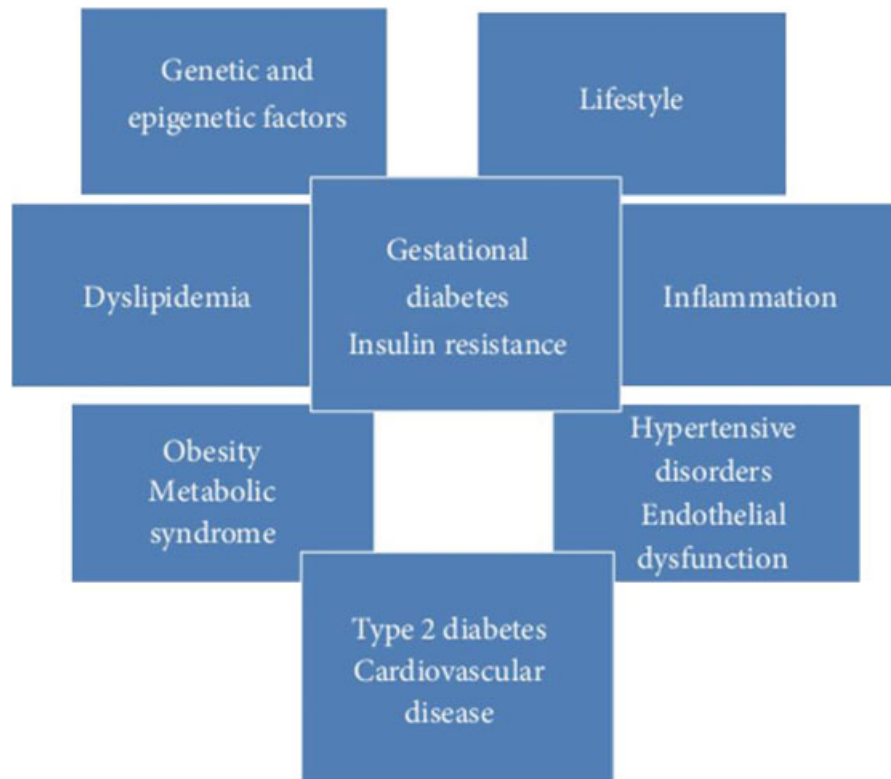 Genetic and
epigenetic factors
Lifestyle
Dyslipidemia
Gestational
diabetes
Insulin resistance
Inflammation
Obesity
Metabolic
syndrome
Hypertensive
disorders
Endothelial
dysfunction
Type 2 diabetes
Cardiovascular
disease